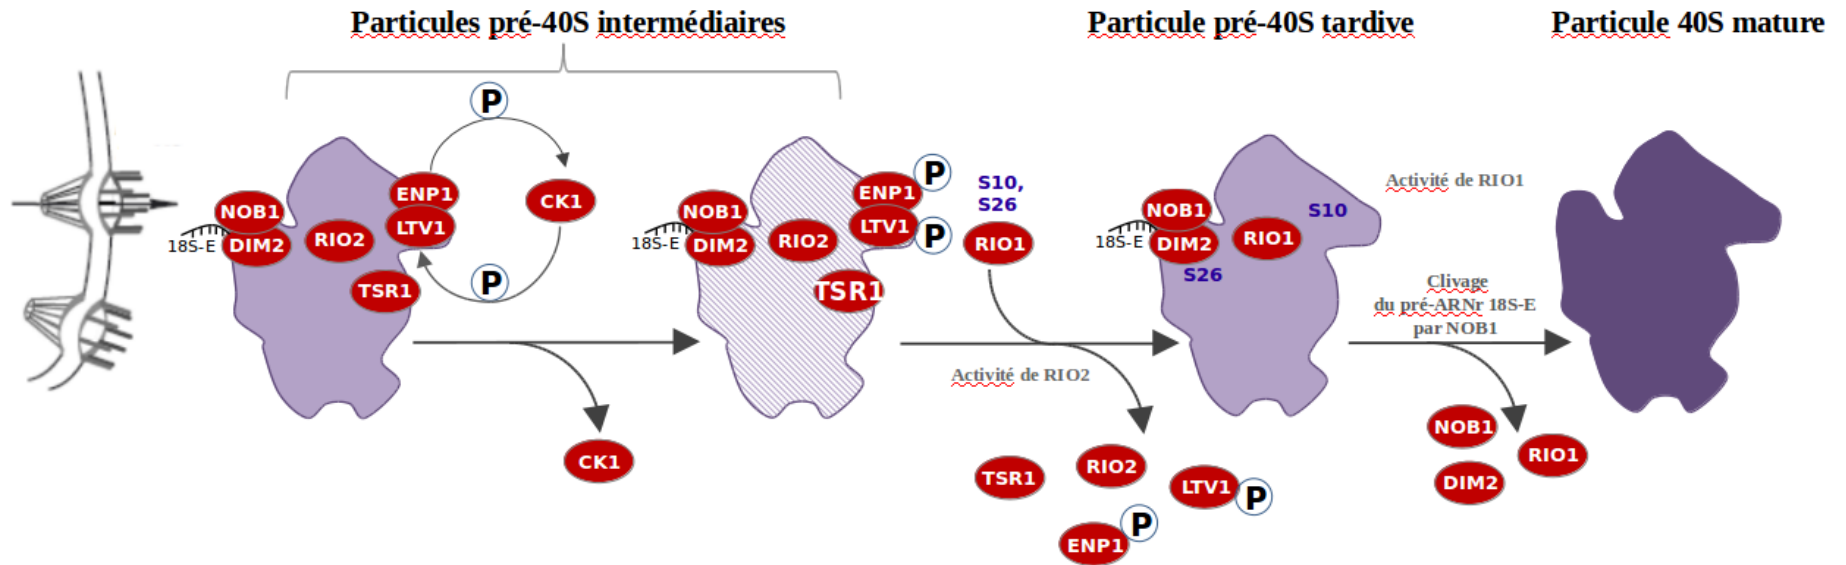 Particules pré-40S intermédiaires
Particule pré-40S tardive
Particule 40S mature
P
ENP1
NOB1
LTV1
CK1
18S-E
DIM2
RIO2
TSR1
P
CK1
P
ENP1
NOB1
LTV1
P
18S-E
DIM2
RIO2
TSR1
S10,
S26
RIO1
Activité de RIO2
TSR1
RIO2
LTV1
P
ENP1
P
NOB1
S10
18S-E
DIM2
RIO1
S26
Activité de RIO1
Clivage
du pré-ARNr 18S-E
par NOB1
NOB1
RIO1
DIM2